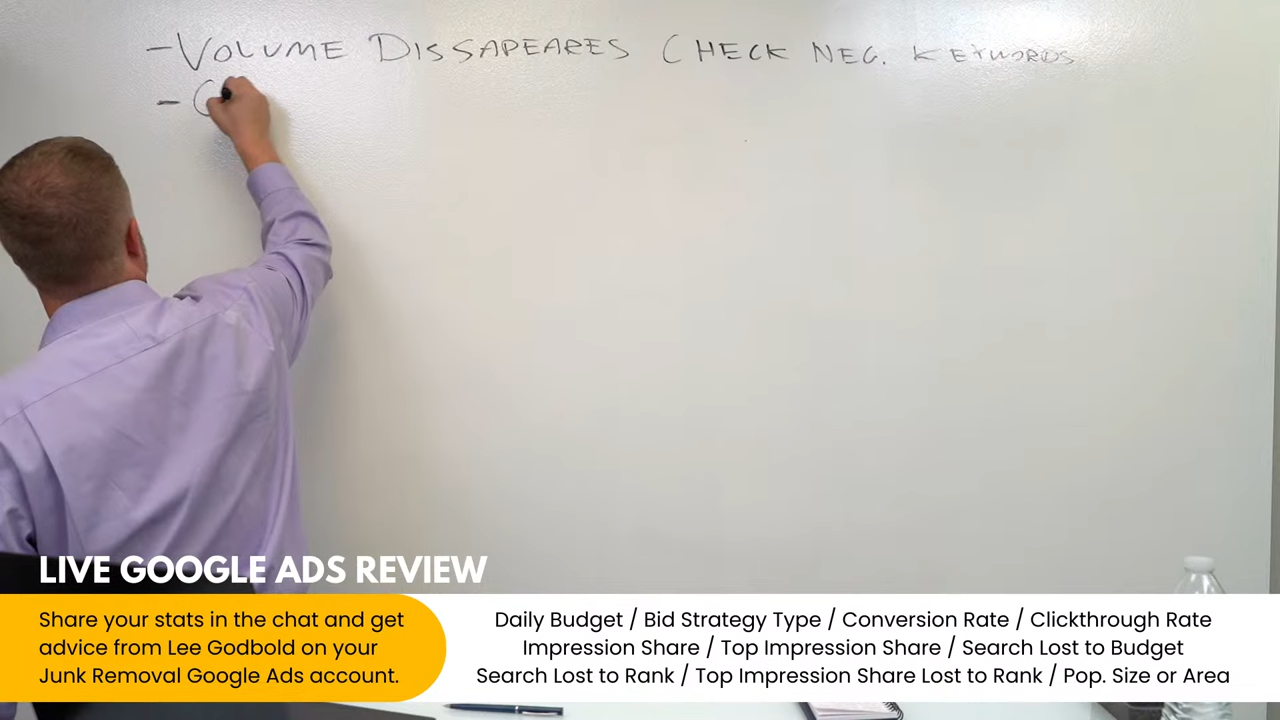 - VOLUME DISSAPEARES CHECK NEG. KEYWORDS
- C
LIVE GOOGLE ADS REVIEW
Share your stats in the chat and get
advice from Lee Godbold on your
Junk Removal Google Ads account.
Daily Budget / Bid Strategy Type / Conversion Rate / Clickthrough Rate
Impression Share / Top Impression Share / Search Lost to Budget
Search Lost to Rank / Top Impression Share Lost to Rank / Pop. Size or Area